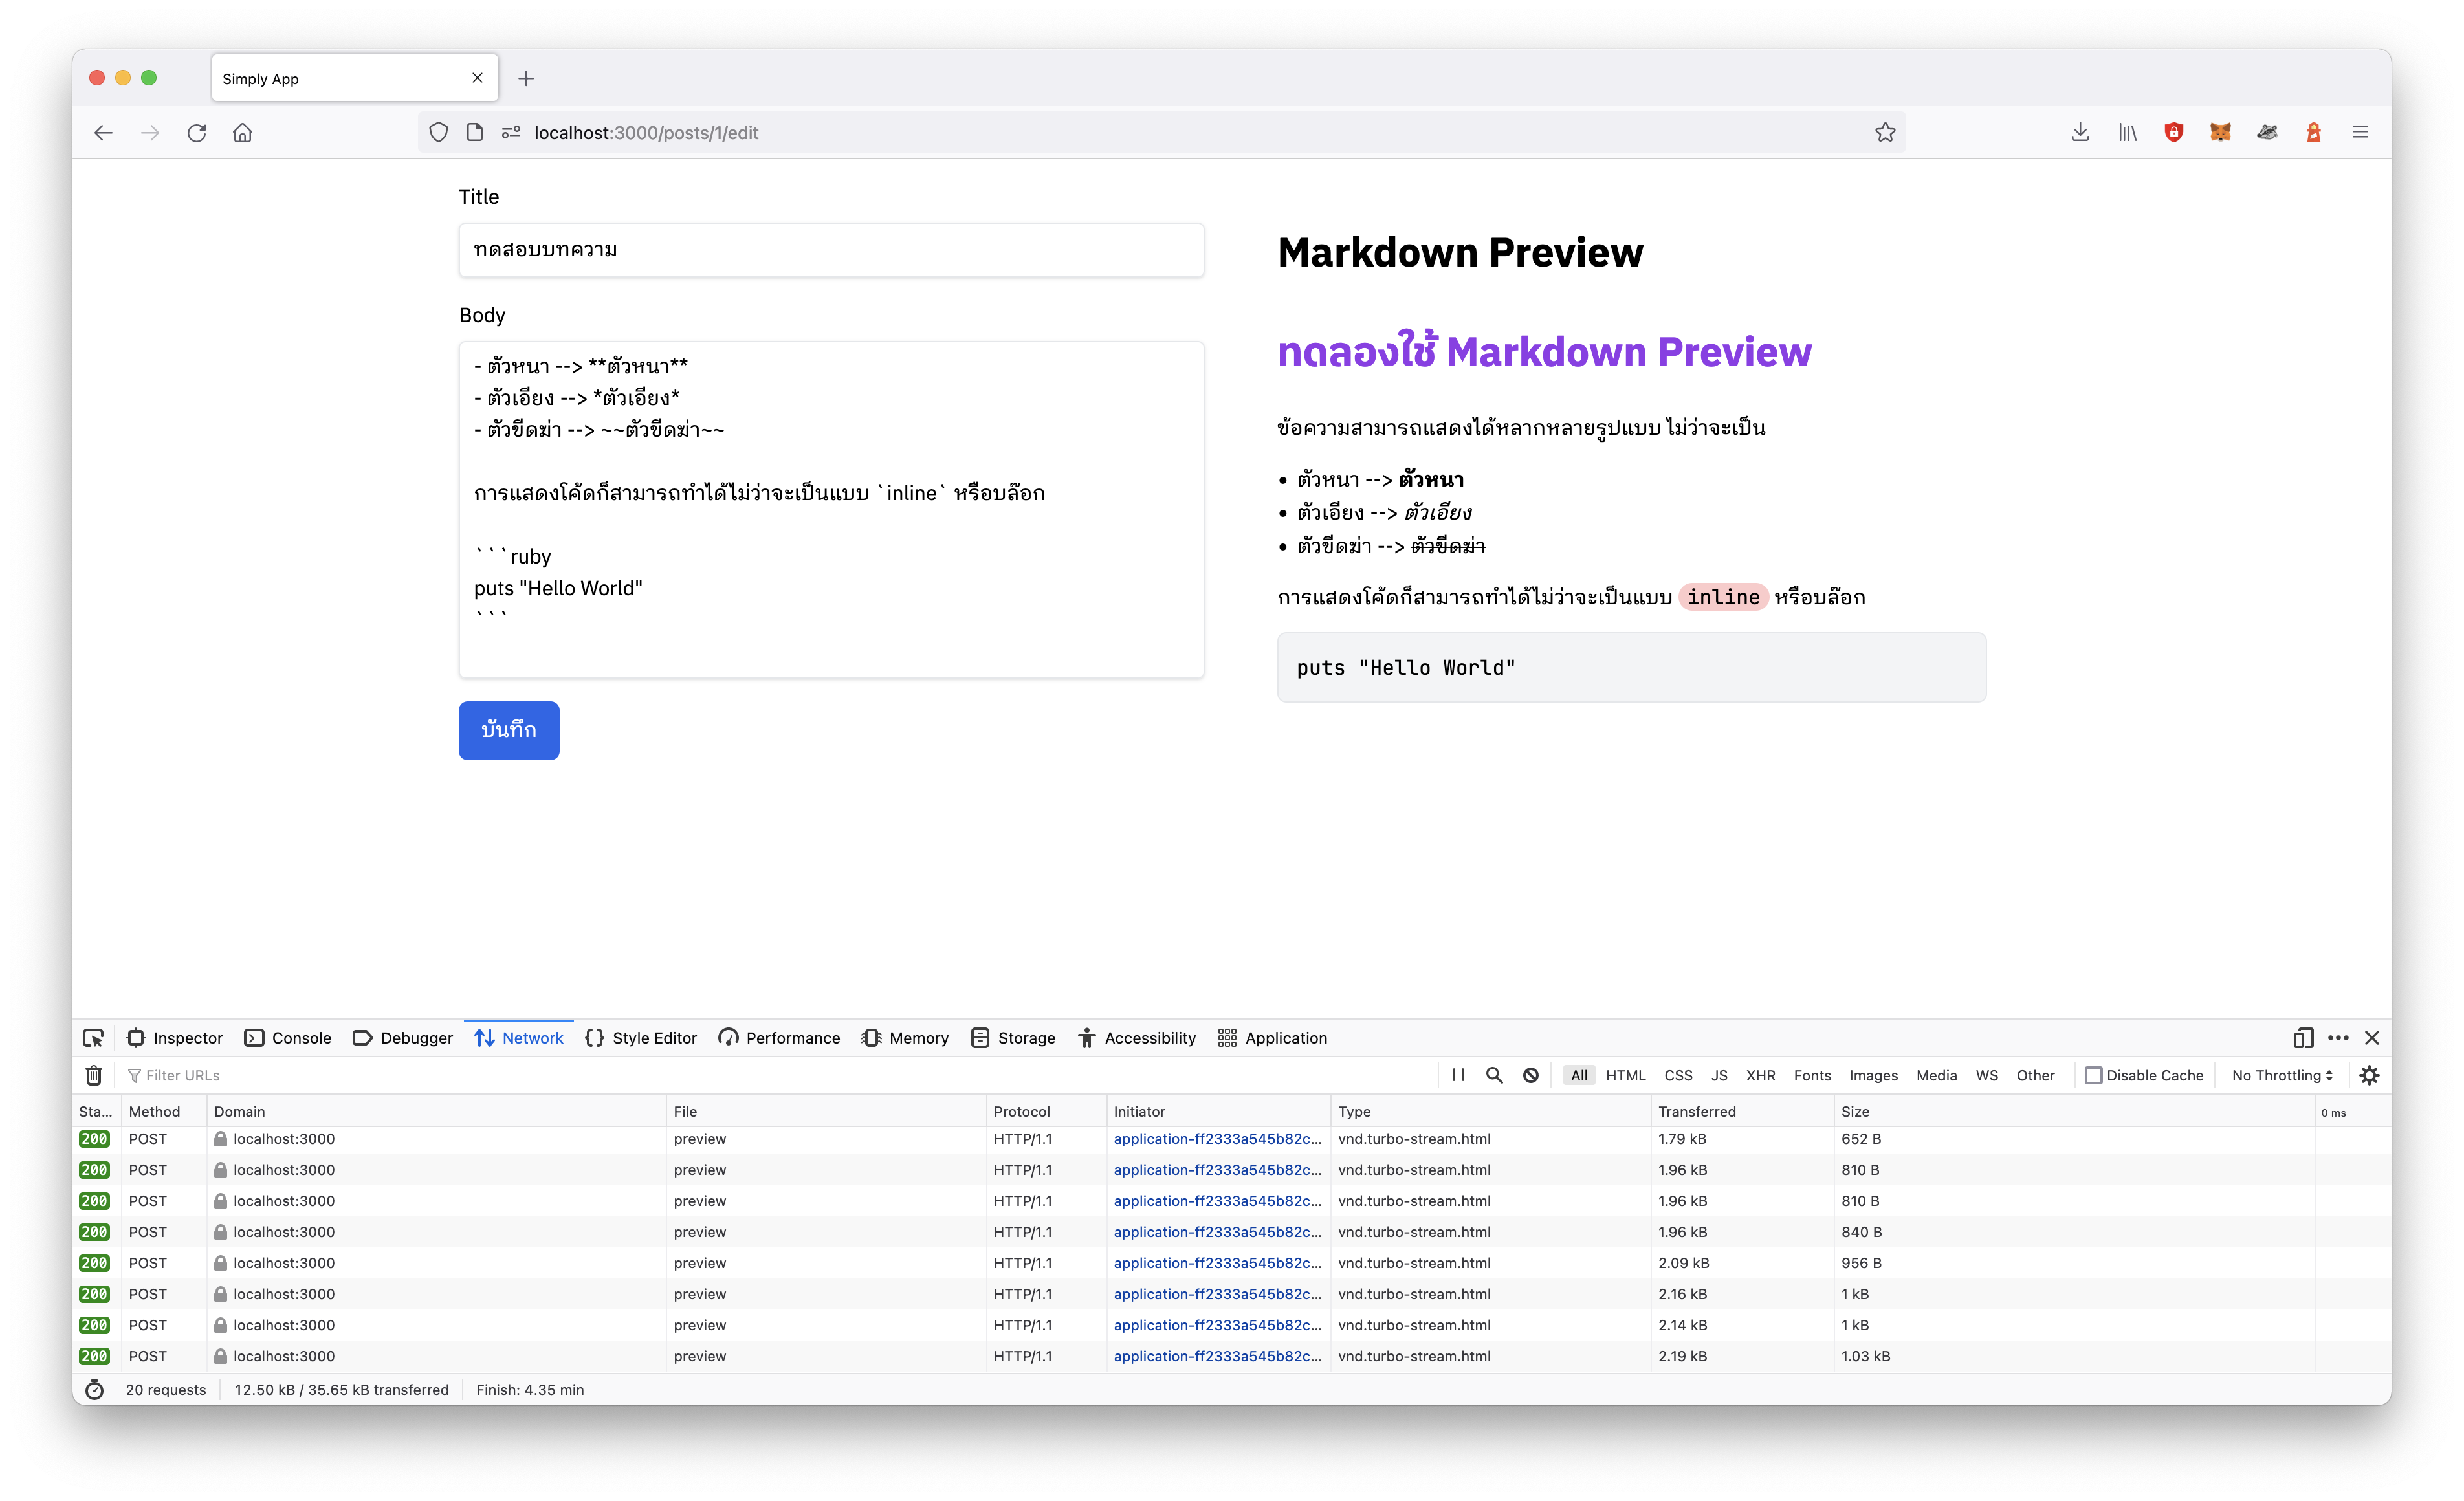 Simply App
localhost:3000/posts/1/edit
Title
ทดสอบบทความ
Body
- ตัวหนา --> **ตัวหนา**
- ตัวเอียง --> *ตัวเอียง*
- ตัวขีดฆ่า --> ~~ตัวขีดฆ่า~~
การแสดงโค้ดก็สามารถทำได้ไม่ว่าจะเป็นแบบ `inline` หรือบล๊อก
```ruby
puts "Hello World"
```
บันทึก
Markdown Preview
ทดลองใช้ Markdown Preview
ข้อความสามารถแสดงได้หลากหลายรูปแบบ ไม่ว่าจะเป็น
• ตัวหนา --> ตัวหนา
• ตัวเอียง --> ตัวเอียง
• ตัวขีดฆ่า --> ตัวขีดฆ่า
การแสดงโค้ดก็สามารถทำได้ไม่ว่าจะเป็นแบบ inline หรือบล๊อก
puts "Hello World"
Inspector Console Debugger Network Style Editor Performance Memory Storage Accessibility Application
Filter URLs All HTML CSS JS XHR Fonts Images Media WS Other Disable Cache No Throttling
Sta... Method Domain File Protocol Initiator Type Transferred Size 0 ms
200 POST localhost:3000 preview HTTP/1.1 application-ff2333a545b82c... vnd.turbo-stream.html 1.79 kB 652 B
200 POST localhost:3000 preview HTTP/1.1 application-ff2333a545b82c... vnd.turbo-stream.html 1.96 kB 810 B
200 POST localhost:3000 preview HTTP/1.1 application-ff2333a545b82c... vnd.turbo-stream.html 1.96 kB 810 B
200 POST localhost:3000 preview HTTP/1.1 application-ff2333a545b82c... vnd.turbo-stream.html 1.96 kB 840 B
200 POST localhost:3000 preview HTTP/1.1 application-ff2333a545b82c... vnd.turbo-stream.html 2.09 kB 956 B
200 POST localhost:3000 preview HTTP/1.1 application-ff2333a545b82c... vnd.turbo-stream.html 2.16 kB 1 kB
200 POST localhost:3000 preview HTTP/1.1 application-ff2333a545b82c... vnd.turbo-stream.html 2.14 kB 1 kB
200 POST localhost:3000 preview HTTP/1.1 application-ff2333a545b82c... vnd.turbo-stream.html 2.19 kB 1.03 kB
20 requests 12.50 kB / 35.65 kB transferred Finish: 4.35 min